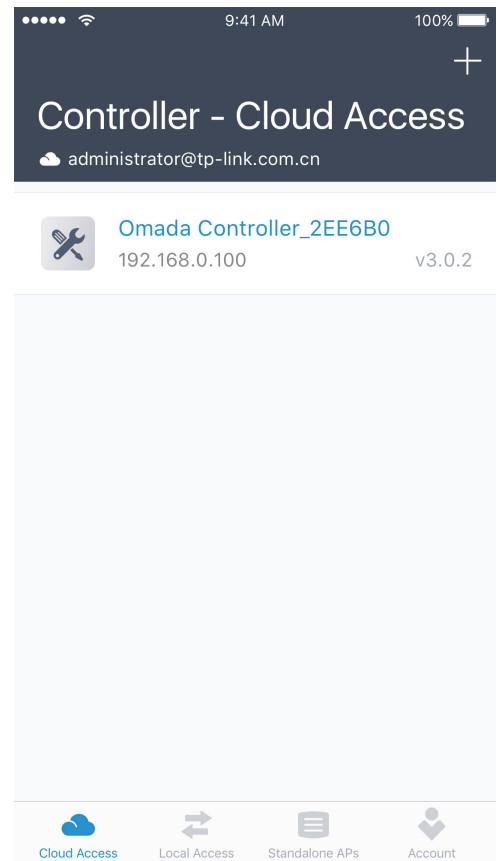 9:41 AM 100%
Controller - Cloud Access
administrator@tp-link.com.cn
Omada Controller_2EE6B0
192.168.0.100 v3.0.2
Cloud Access Local Access Standalone APs Account